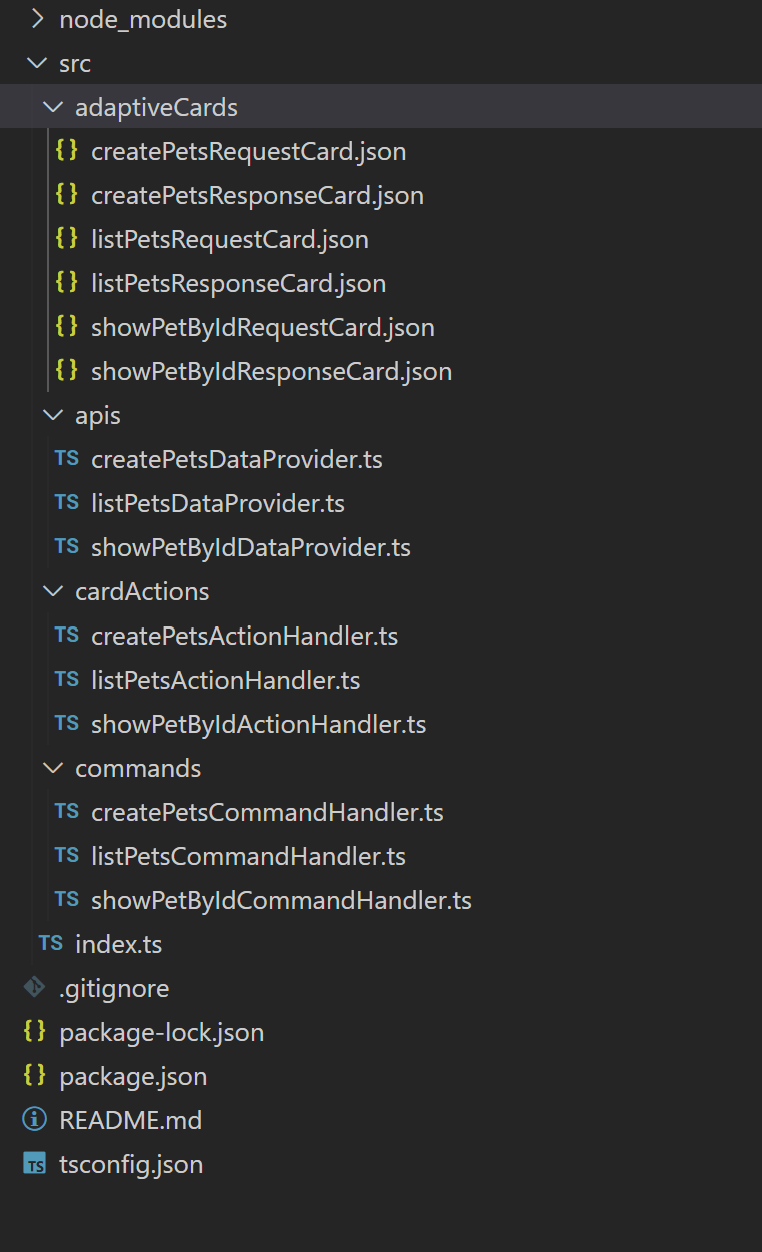 node_modules
src
adaptiveCards
{} createPetsRequestCard.json
{} createPetsResponseCard.json
{} listPetsRequestCard.json
{} listPetsResponseCard.json
{} showPetByIdRequestCard.json
{} showPetByIdResponseCard.json
apis
TS createPetsDataProvider.ts
TS listPetsDataProvider.ts
TS showPetByIdDataProvider.ts
cardActions
TS createPetsActionHandler.ts
TS listPetsActionHandler.ts
TS showPetByIdActionHandler.ts
commands
TS createPetsCommandHandler.ts
TS listPetsCommandHandler.ts
TS showPetByIdCommandHandler.ts
TS index.ts
.gitignore
{} package-lock.json
{} package.json
README.md
TS tsconfig.json